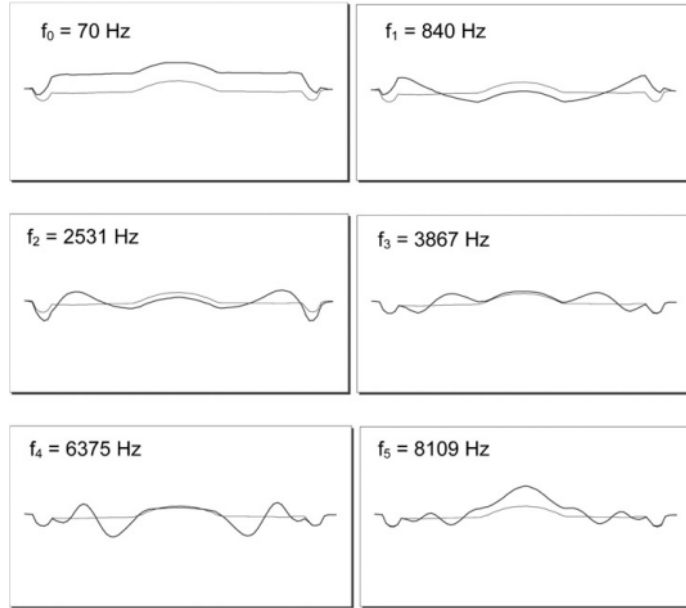 f₀ = 70 Hz
f₁ = 840 Hz
f₂ = 2531 Hz
f₃ = 3867 Hz
f₄ = 6375 Hz
f₅ = 8109 Hz